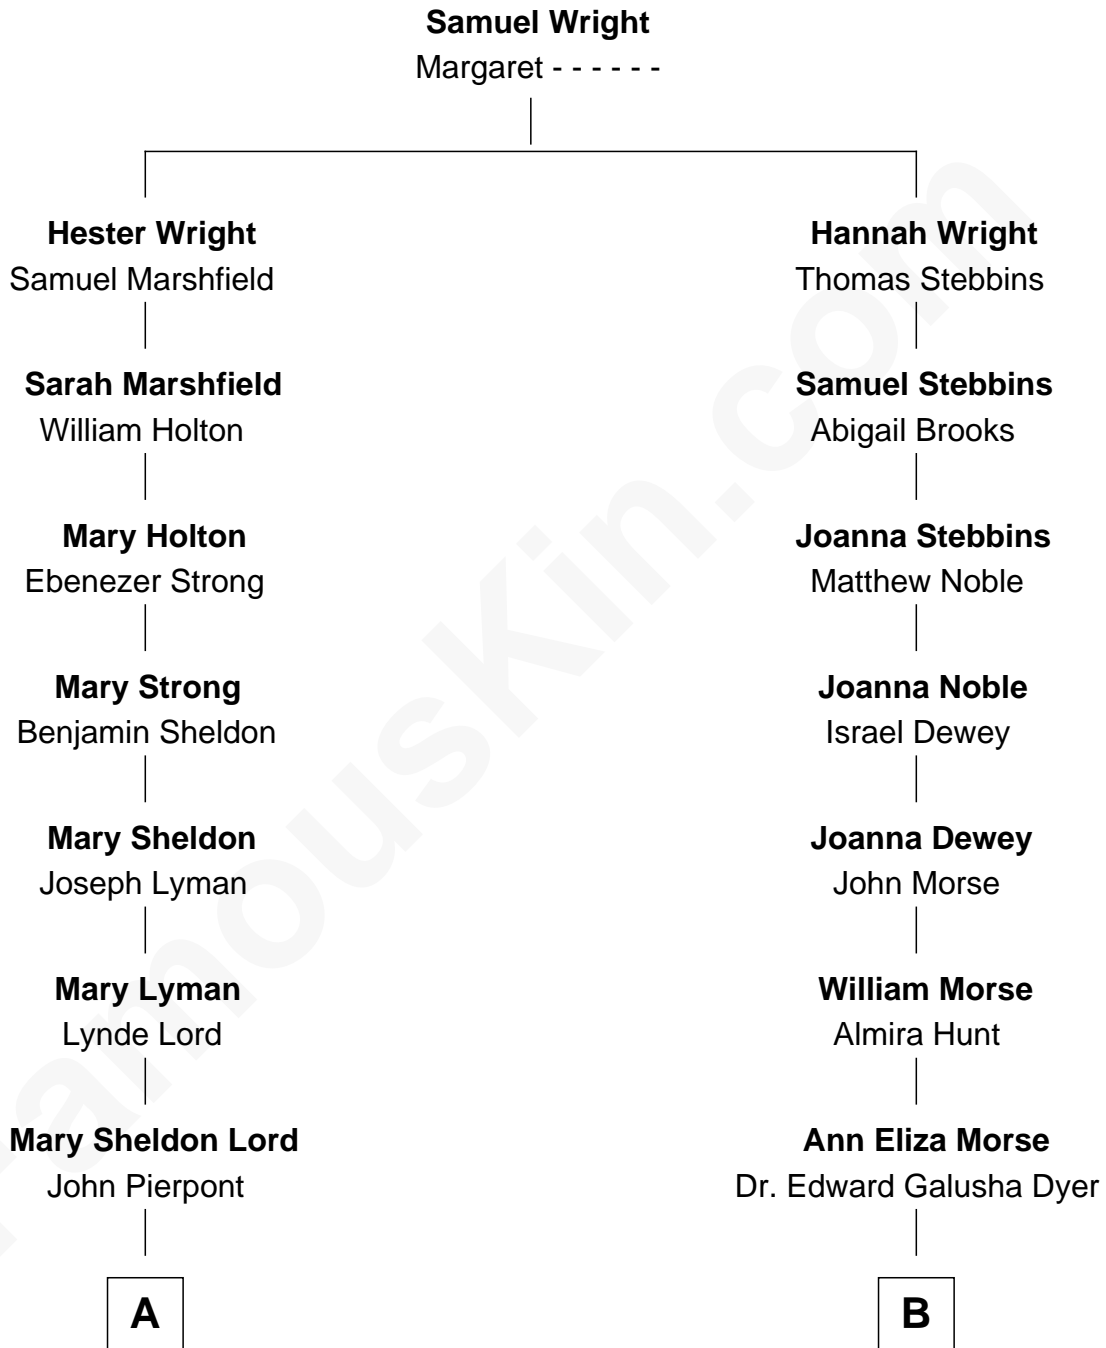 Samuel Wright
Margaret - - - - - -
Hester Wright
Samuel Marshfield
Hannah Wright
Thomas Stebbins
Sarah Marshfield
William Holton
Samuel Stebbins
Abigail Brooks
Mary Holton
Ebenezer Strong
Joanna Stebbins
Matthew Noble
Mary Strong
Benjamin Sheldon
Joanna Noble
Israel Dewey
Mary Sheldon
Joseph Lyman
Joanna Dewey
John Morse
Mary Lyman
Lynde Lord
William Morse
Almira Hunt
Mary Sheldon Lord
John Pierpont
Ann Eliza Morse
Dr. Edward Galusha Dyer
A
B
FamousKin.com